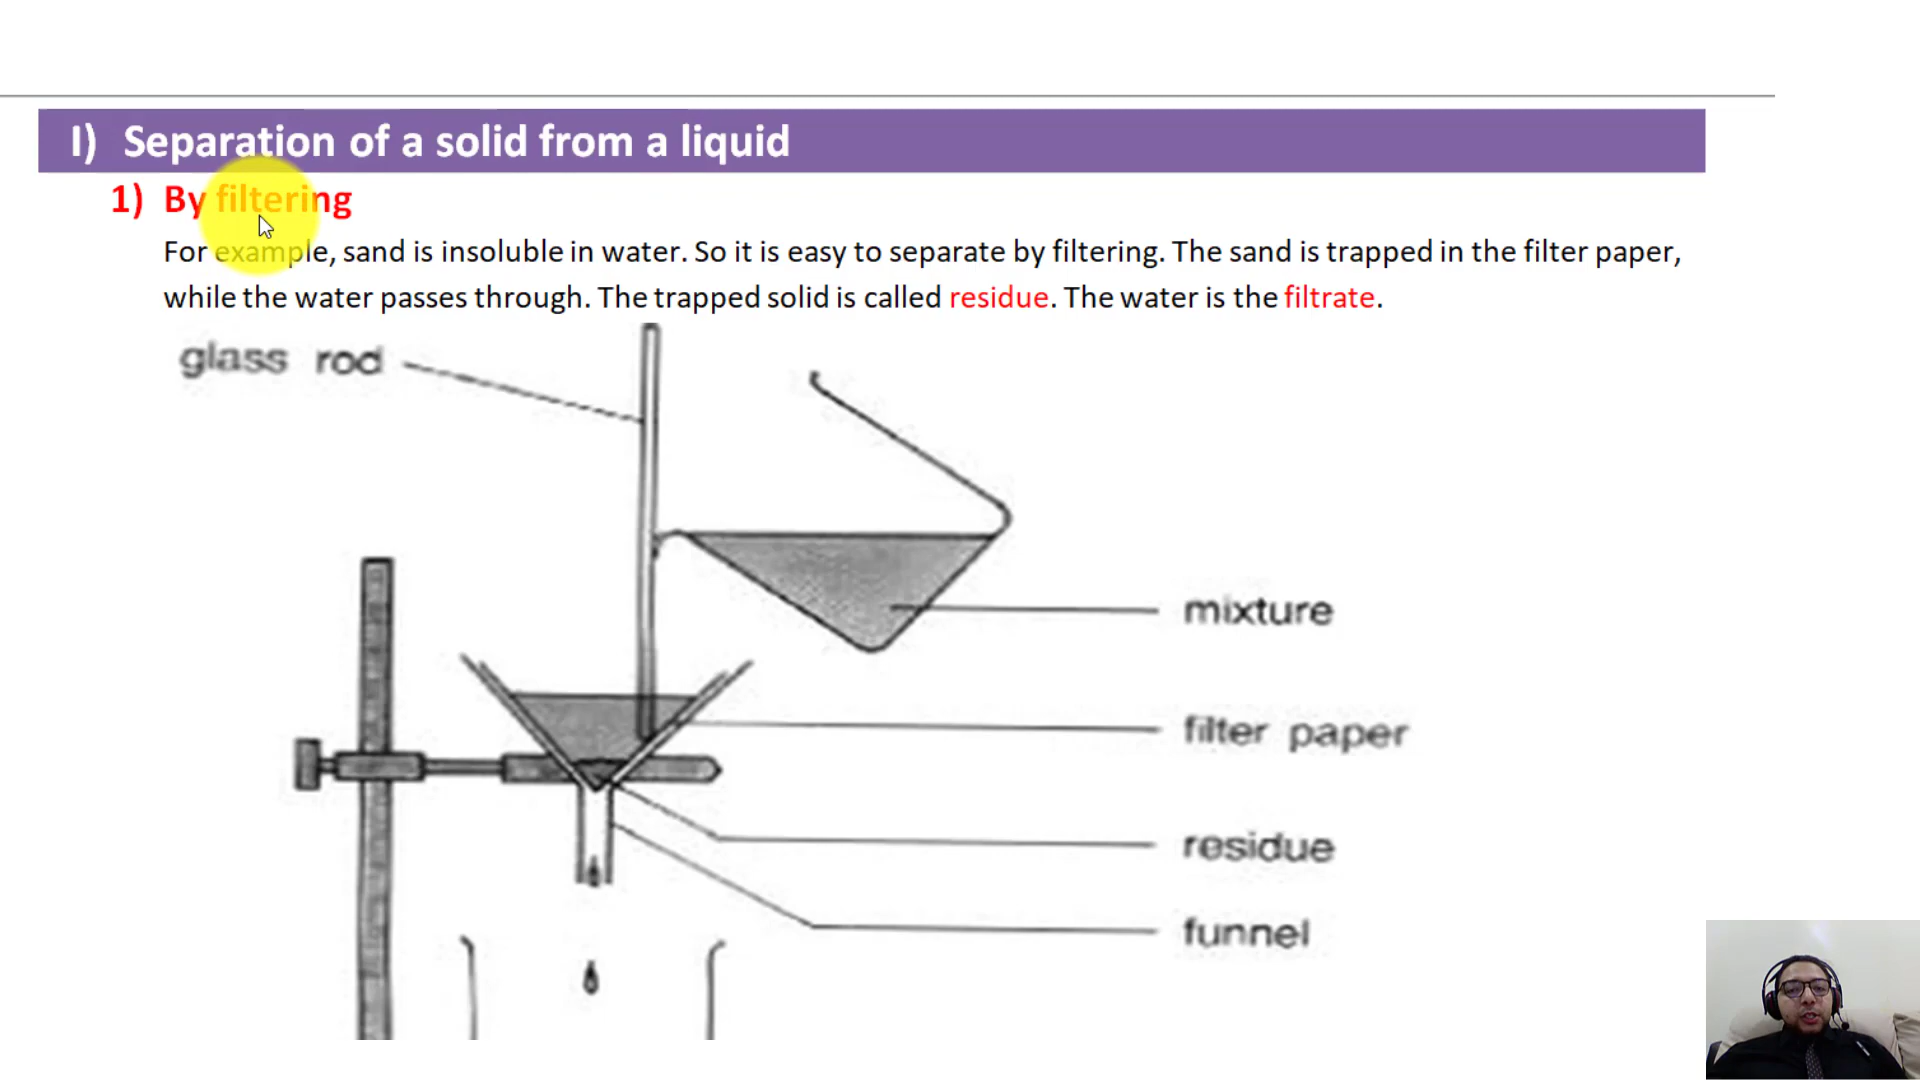 I) Separation of a solid from a liquid
1) By filtering
For example, sand is insoluble in water. So it is easy to separate by filtering. The sand is trapped in the filter paper,
while the water passes through. The trapped solid is called residue. The water is the filtrate.
glass rod
mixture
filter paper
residue
funnel